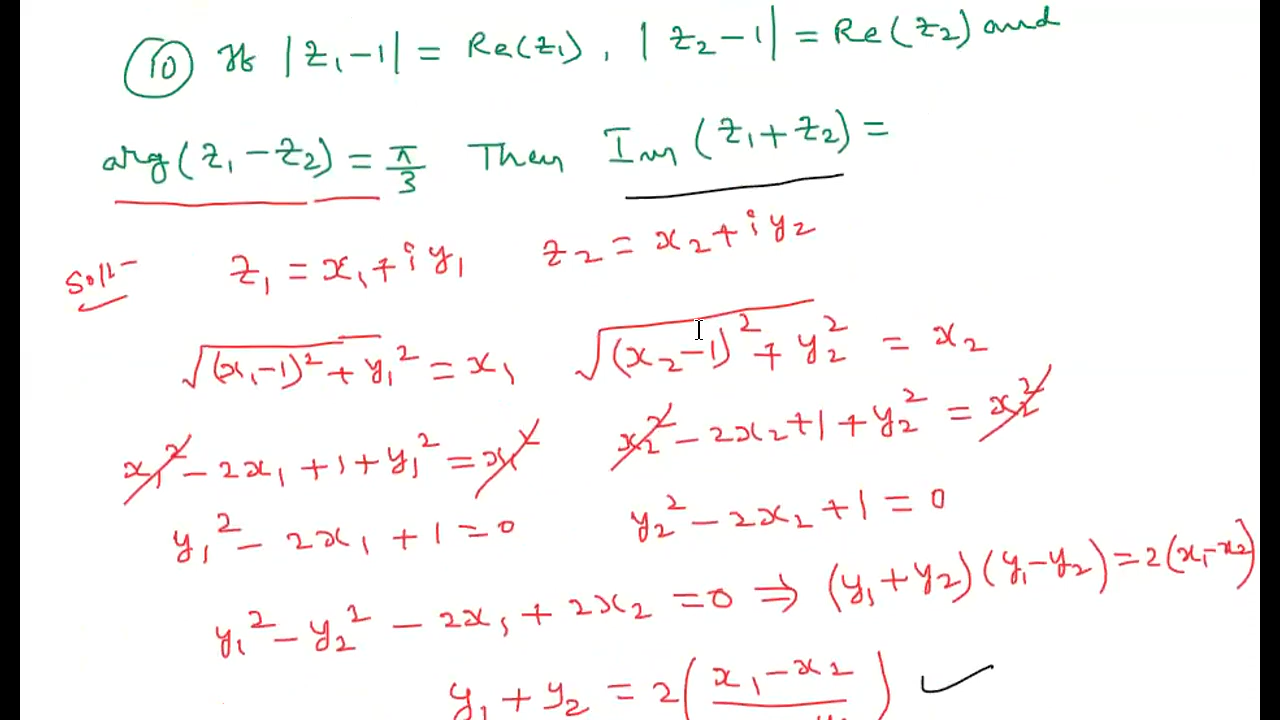 10 If |z₁-1| = Re(z₁), |z₂-1| = Re(z₂) and
arg(z₁-z₂) = π/3 Then Im(z₁+z₂) =
Soll- z₁ = x₁+iy₁ z₂ = x₂+iy₂
√((x₁-1)²+y₁²) = x₁ √((x₂-1)²+y₂²) = x₂
x₁²-2x₁+1+y₁² = x₁² x₂²-2x₂+1+y₂² = x₂²
y₁²-2x₁+1=0 y₂²-2x₂+1=0
y₁²-y₂²-2x₁+2x₂=0 ⇒ (y₁+y₂)(y₁-y₂)=2(x₁-x₂)
y₁+y₂ = 2(x₁-x₂/ ) ✓